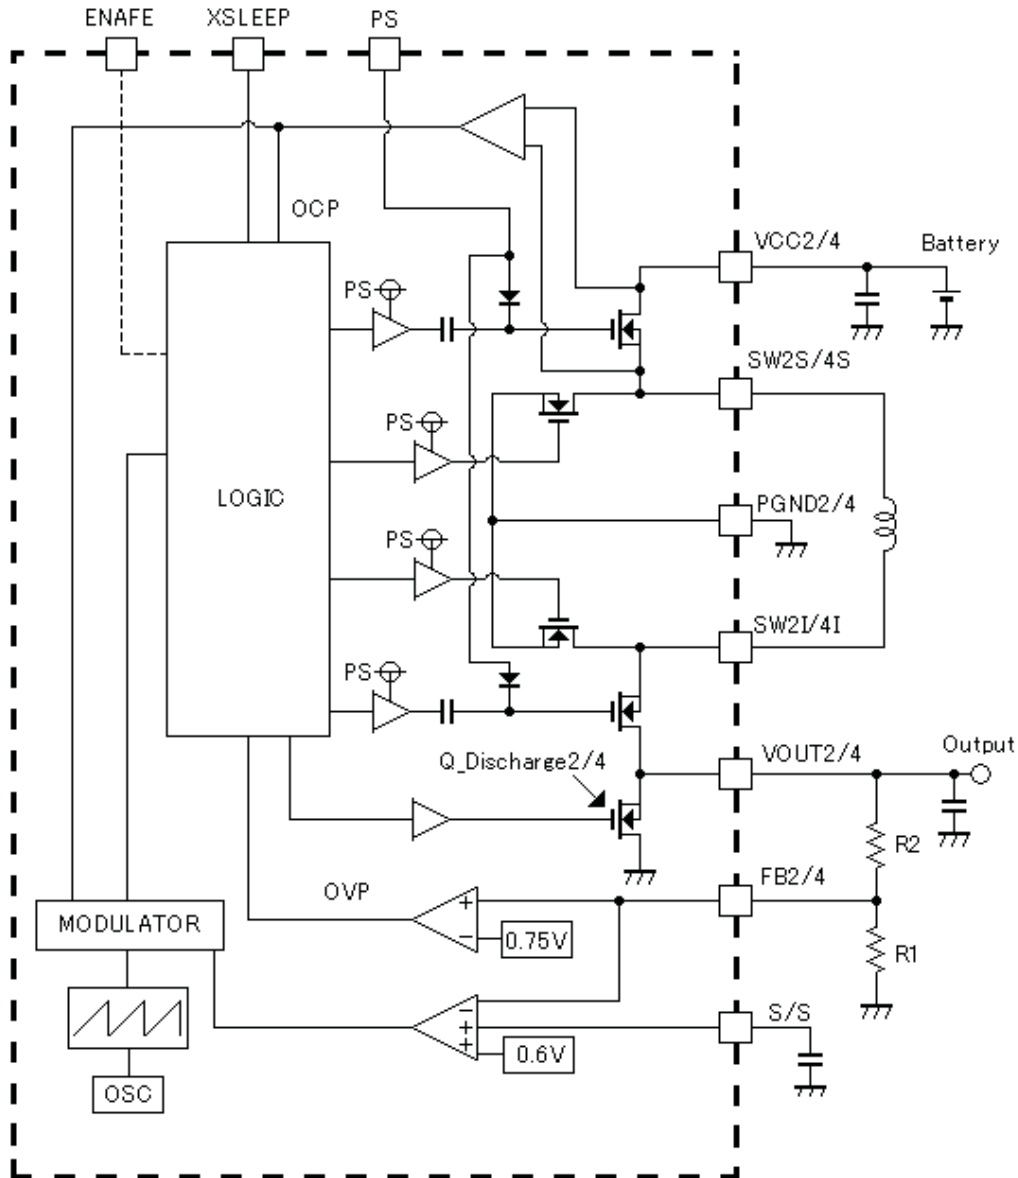 ENAFE
XSLEEP
PS
OCP
VCC2/4
Battery
PS
SW2S/4S
PS
LOGIC
PGND2/4
PS
SW2I/4I
PS
Q_Discharge2/4
VOUT2/4
Output
R2
OVP
FB2/4
+
−
0.75V
MODULATOR
R1
S/S
−
+
+
0.6V
OSC